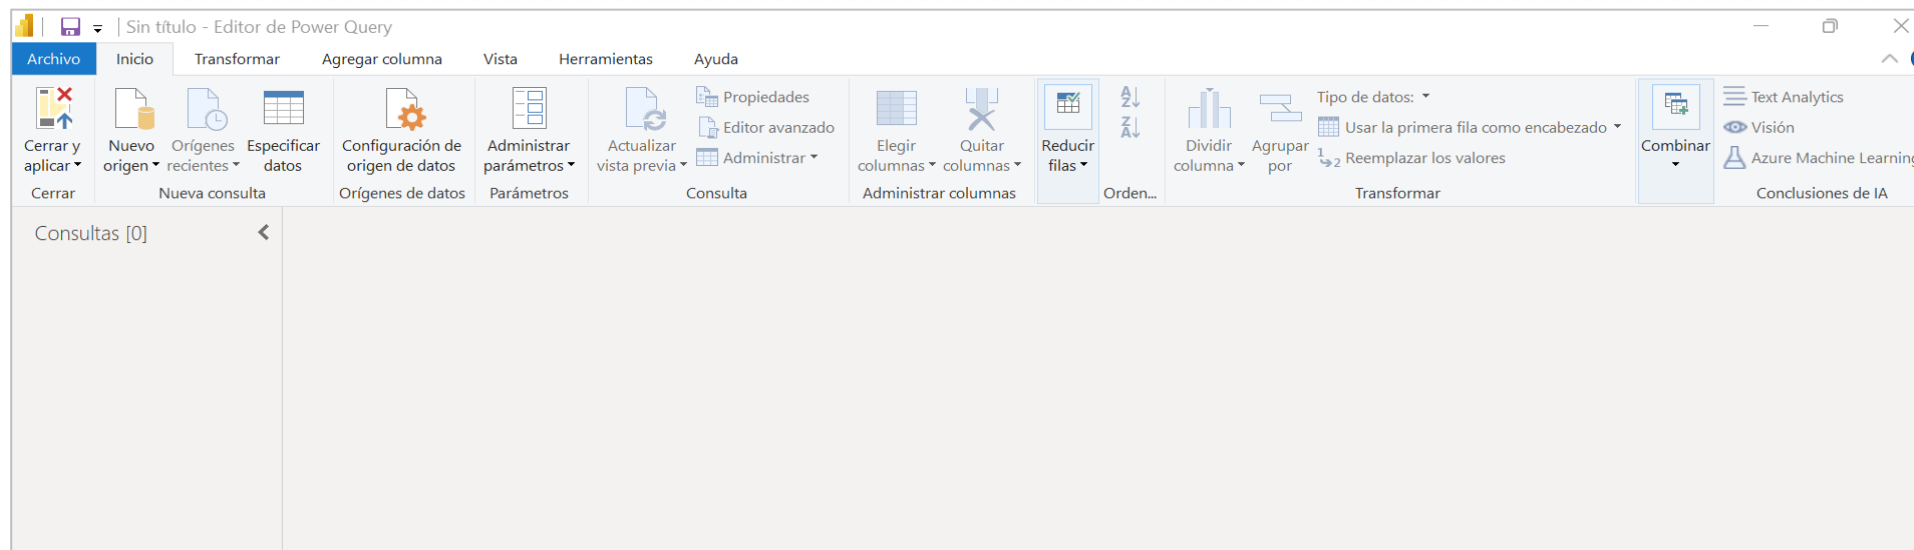 Sin título - Editor de Power Query
Archivo Inicio Transformar Agregar columna Vista Herramientas Ayuda
Cerrar y aplicar
Nuevo origen
Orígenes recientes
Especificar datos
Configuración de origen de datos
Administrar parámetros
Actualizar vista previa
Propiedades
Editor avanzado
Administrar
Elegir columnas
Quitar columnas
Reducir filas
A
Z
Z
A
Dividir columna
Agrupar por
Tipo de datos:
Usar la primera fila como encabezado
1
2 Reemplazar los valores
Combinar
Text Analytics
Visión
Azure Machine Learning
Cerrar Nueva consulta Orígenes de datos Parámetros Consulta Administrar columnas Orden... Transformar Conclusiones de IA
Consultas [0]